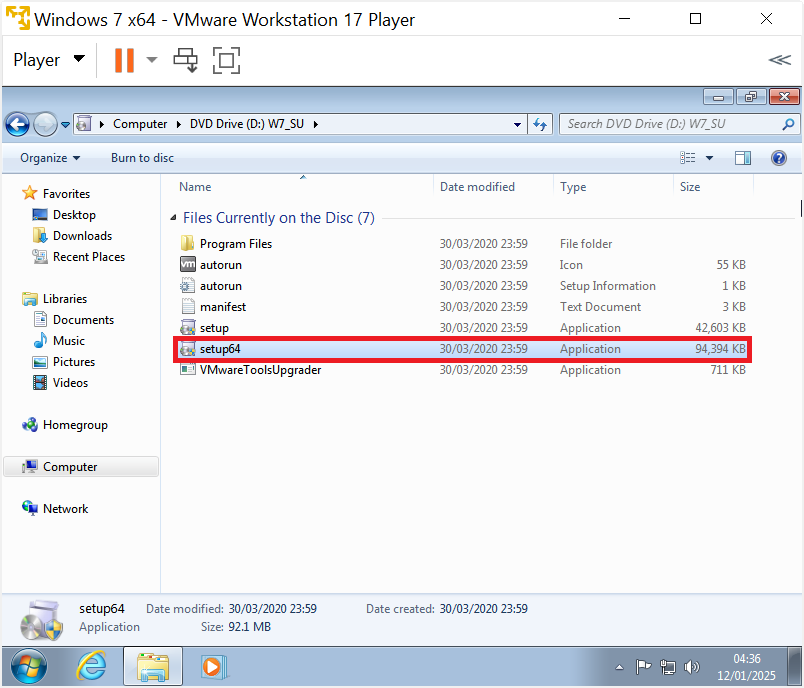 Windows 7 x64 - VMware Workstation 17 Player
Player
Computer DVD Drive (D:) W7_SU
Search DVD Drive (D:) W7_SU
Organize Burn to disc
Name Date modified Type Size
Favorites
Desktop
Downloads
Recent Places
Libraries
Documents
Music
Pictures
Videos
Homegroup
Computer
Network
Files Currently on the Disc (7)
Program Files 30/03/2020 23:59 File folder
vm autorun 30/03/2020 23:59 Icon 55 KB
autorun 30/03/2020 23:59 Setup Information 1 KB
manifest 30/03/2020 23:59 Text Document 3 KB
setup 30/03/2020 23:59 Application 42,603 KB
setup64 30/03/2020 23:59 Application 94,394 KB
VMwareToolsUpgrader 30/03/2020 23:59 Application 711 KB
setup64 Date modified: 30/03/2020 23:59 Date created: 30/03/2020 23:59
Application Size: 92.1 MB
04:36
12/01/2025